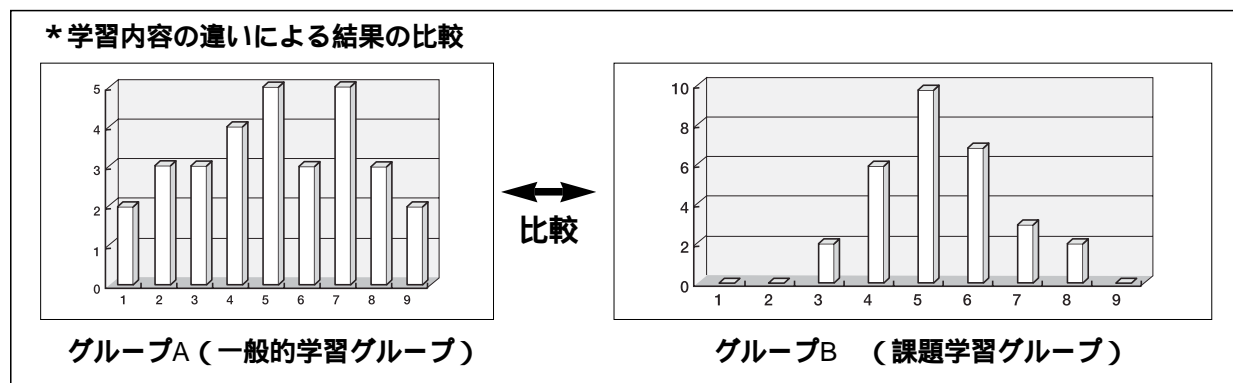 *学習内容の違いによる結果の比較
5
4
3
2
1
0
1 2 3 4 5 6 7 8 9
比較
10
8
6
4
2
0
1 2 3 4 5 6 7 8 9
グループA(一般的学習グループ)
グループB (課題学習グループ)